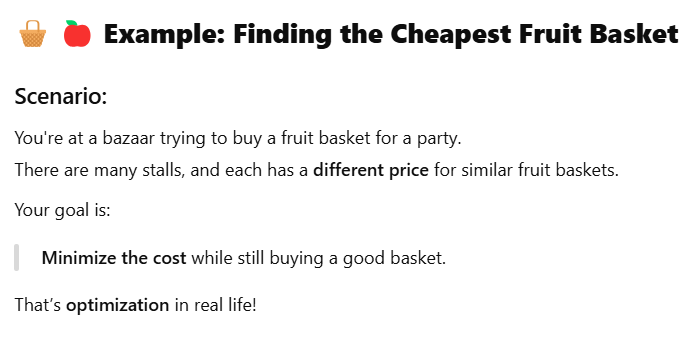 Example: Finding the Cheapest Fruit Basket
Scenario:
You're at a bazaar trying to buy a fruit basket for a party.
There are many stalls, and each has a different price for similar fruit baskets.
Your goal is:
Minimize the cost while still buying a good basket.
That’s optimization in real life!